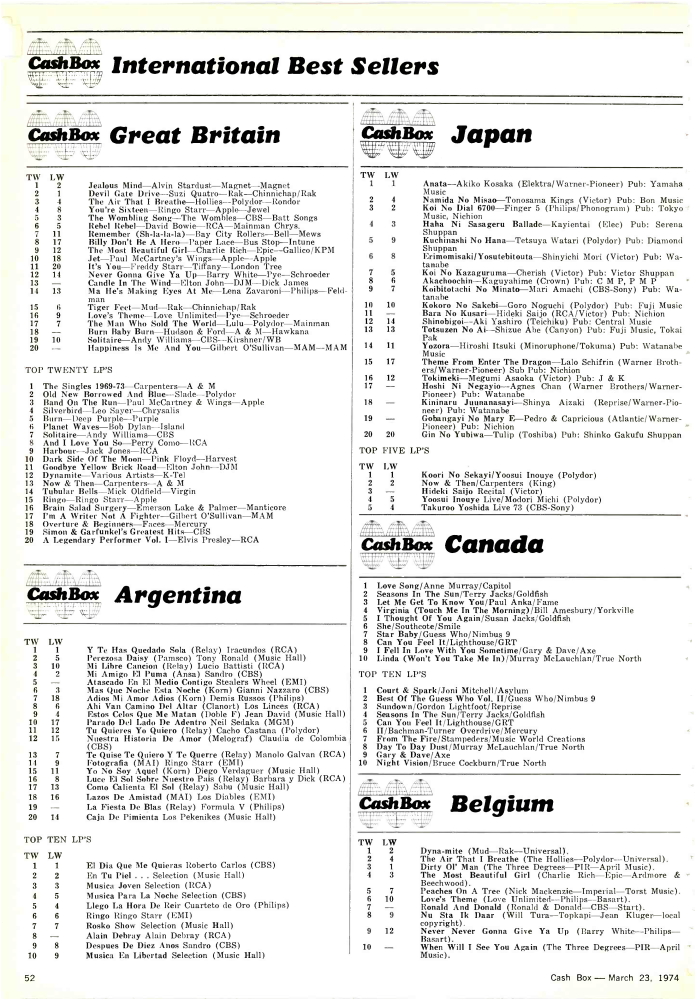 CashBox International Best Sellers
CashBox Great Britain
TW LW
1 2 Jealous Mind—Alvin Stardust—Magnet—Magnet
2 1 Devil Gate Drive—Suzi Quatro—Rak—Chinnichap/Rak
3 4 The Air That I Breathe—Hollies—Polydor—Rondor
4 8 You're Sixteen—Ringo Starr—Apple—Jewel
5 3 The Wombling Song—The Wombles—CBS—Batt Songs
6 5 Rebel Rebel—David Bowie—RCA—Mainman Chrys.
7 11 Remember (Sh-la-la-la)—Bay City Rollers—Bell—Mews
8 17 Billy Don't Be A Hero—Paper Lace—Bus Stop—Intune
9 12 The Most Beautiful Girl—Charlie Rich—Epic—Gallico/KPM
10 18 Jet—Paul McCartney's Wings—Apple—Apple
11 20 It's You—Freddy Starr—Tiffany—London Tree
12 14 Never Gonna Give Ya Up—Barry White—Pye—Schroeder
13 — Candle In The Wind—Elton John—DJM—Dick James
14 13 Ma He's Making Eyes At Me—Lena Zavaroni—Philips—Feld-
man
15 6 Tiger Feet—Mud—Rak—Chinnichap/Rak
16 9 Love's Theme—Love Unlimited—Pye—Schroeder
17 7 The Man Who Sold The World—Lulu—Polydor—Mainman
18 — Burn Baby Burn—Hudson & Ford—A & M—Hawkana
19 10 Solitaire—Andy Williams—CBS—Kirshner/WB
20 — Happiness Is Me And You—Gilbert O'Sullivan—MAM—MAM
TOP TWENTY LP'S
1 The Singles 1969-73—Carpenters—A & M
2 Old New Borrowed And Blue—Slade—Polydor
3 Band On The Run—Paul McCartney & Wings—Apple
4 Silverbird—Leo Sayer—Chrysalis
5 Burn—Deep Purple—Purple
6 Planet Waves—Bob Dylan—Island
7 Solitaire—Andy Williams—CBS
8 And I Love You So—Perry Como—RCA
9 Harbour—Jack Jones—RCA
10 Dark Side Of The Moon—Pink Floyd—Harvest
11 Goodbye Yellow Brick Road—Elton John—DJM
12 Dynamite—Various Artists—K-Tel
13 Now & Then—Carpenters—A & M
14 Tubular Bells—Mick Oldfield—Virgin
15 Ringo—Ringo Starr—Apple
16 Brain Salad Surgery—Emerson Lake & Palmer—Manticore
17 I'm A Writer Not A Fighter—Gilbert O'Sullivan—MAM
18 Overture & Beginners—Faces—Mercury
19 Simon & Garfunkel's Greatest Hits—CBS
20 A Legendary Performer Vol. I—Elvis Presley—RCA
CashBox Argentina
TW LW
1 1 Y Te Has Quedado Sola (Relay) Iracundos (RCA)
2 5 Perezosa Daisy (Pamsco) Tony Ronald (Music Hall)
3 10 Mi Libre Cancion (Relay) Lucio Battisti (RCA)
4 2 Mi Amigo El Puma (Ansa) Sandro (CBS)
5 — Atascado En El Medio Contigo Stealers Wheel (EMI)
6 3 Mas Que Noche Esta Noche (Korn) Gianni Nazzaro (CBS)
7 18 Adios Mi Amor Adios (Korn) Demis Russos (Philips)
8 6 Ahi Van Camino Del Altar (Clanort) Los Linces (RCA)
9 4 Estos Celos Que Me Matan (Doble F) Jean David (Music Hall)
10 17 Parado Del Lado De Adentro Neil Sedaka (MGM)
11 12 Tu Quieres Yo Quiero (Relay) Cacho Castana (Polydor)
12 15 Nuestra Historia De Amor (Melograf) Claudia de Colombia
(CBS)
13 7 Te Quise Te Quiero Y Te Querre (Relay) Manolo Galvan (RCA)
14 9 Fotografia (MAI) Ringo Starr (EMI)
15 11 Yo No Soy Aquel (Korn) Diego Verdaguer (Music Hall)
16 8 Luce El Sol Sobre Nuestro Pais (Relay) Barbara y Dick (RCA)
17 13 Como Calienta El Sol (Relay) Sabu (Music Hall)
18 16 Lazos De Amistad (MAI) Los Diables (EMI)
19 — La Fiesta De Blas (Relay) Formula V (Philips)
20 14 Caja De Pimienta Los Pekenikes (Music Hall)
TOP TEN LP'S
TW LW
1 1 El Dia Que Me Quieras Roberto Carlos (CBS)
2 2 En Tu Piel . . . Selection (Music Hall)
3 3 Musica Joven Selection (RCA)
4 5 Musica Para La Noche Selection (CBS)
5 4 Llego La Hora De Reir Cuarteto de Oro (Philips)
6 6 Ringo Ringo Starr (EMI)
7 7 Rosko Show Selection (Music Hall)
8 — Alain Debray Alain Debray (RCA)
9 8 Despues De Diez Anos Sandro (CBS)
10 9 Musica En Libertad Selection (Music Hall)
CashBox Japan
TW LW
1 1 Anata—Akiko Kosaka (Elektra/Warner-Pioneer) Pub: Yamaha
Music
2 4 Namida No Misao—Tonosama Kings (Victor) Pub: Bon Music
3 2 Koi No Dial 6700—Finger 5 (Philips/Phonogram) Pub: Tokyo
Music, Nichion
4 3 Haha Ni Sasageru Ballade—Kayientai (Elec) Pub: Serena
Shuppan
5 9 Kuchinashi No Hana—Tetsuya Watari (Polydor) Pub: Diamond
Shuppan
6 8 Erimomisaki/Yosutebitouta—Shinyichi Mori (Victor) Pub: Wa-
tanabe
7 5 Koi No Kazaguruma—Cherish (Victor) Pub: Victor Shuppan
8 6 Akachoochin—Kaguyahime (Crown) Pub: C M P, P M P
9 7 Koibitotachi No Minato—Mari Amachi (CBS-Sony) Pub: Wa-
tanabe
10 10 Kokoro No Sakebi—Goro Noguchi (Polydor) Pub: Fuji Music
11 — Bara No Kusari—Hideki Saijo (RCA/Victor) Pub: Nichion
12 14 Shinobigoi—Aki Yashiro (Teichiku) Pub: Central Music
13 13 Totsuzen No Ai—Shizue Abe (Canyon) Pub: Fuji Music, Tokai
Pak
14 11 Yozora—Hiroshi Itsuki (Minoruphone/Tokuma) Pub: Watanabe
Music
15 17 Theme From Enter The Dragon—Lalo Schifrin (Warner Broth-
ers/Warner-Pioneer) Sub Pub: Nichion
16 12 Tokimeki—Megumi Asaoka (Victor) Pub: J & K
17 — Hoshi Ni Negayio—Agnes Chan (Warner Brothers/Warner-
Pioneer) Pub: Watanabe
18 — Kininaru Juunanasayi—Shinya Aizaki (Reprise/Warner-Pio-
neer) Pub: Watanabe
19 — Gobangayi No Mary E—Pedro & Capricious (Atlantic/Warner-
Pioneer) Pub: Nichion
20 20 Gin No Yubiwa—Tulip (Toshiba) Pub: Shinko Gakufu Shuppan
TOP FIVE LP'S
TW LW
1 1 Koori No Sekayi/Yoosui Inouye (Polydor)
2 2 Now & Then/Carpenters (King)
3 — Hideki Saijo Recital (Victor)
4 5 Yoosui Inouye Live/Modori Michi (Polydor)
5 4 Takuroo Yoshida Live 73 (CBS-Sony)
CashBox Canada
1 Love Song/Anne Murray/Capitol
2 Seasons In The Sun/Terry Jacks/Goldfish
3 Let Me Get To Know You/Paul Anka/Fame
4 Virginia (Touch Me In The Morning)/Bill Amesbury/Yorkville
5 I Thought Of You Again/Susan Jacks/Goldfish
6 She/Southcote/Smile
7 Star Baby/Guess Who/Nimbus 9
8 Can You Feel It/Lighthouse/GRT
9 I Fell In Love With You Sometime/Gary & Dave/Axe
10 Linda (Won't You Take Me In)/Murray McLauchlan/True North
TOP TEN LP'S
1 Court & Spark/Joni Mitchell/Asylum
2 Best Of The Guess Who Vol. II/Guess Who/Nimbus 9
3 Sundown/Gordon Lightfoot/Reprise
4 Seasons In The Sun/Terry Jacks/Goldfish
5 Can You Feel It/Lighthouse/GRT
6 II/Bachman-Turner Overdrive/Mercury
7 From The Fire/Stampeders/Music World Creations
8 Day To Day Dust/Murray McLauchlan/True North
9 Gary & Dave/Axe
10 Night Vision/Bruce Cockburn/True North
CashBox Belgium
TW LW
1 2 Dyna-mite (Mud—Rak—Universal).
2 4 The Air That I Breathe (The Hollies—Polydor—Universal).
3 1 Dirty Ol' Man (The Three Degrees—PIR—April Music).
4 3 The Most Beautiful Girl (Charlie Rich—Epic—Ardmore &
Beechwood).
5 7 Peaches On A Tree (Nick Mackenzie—Imperial—Torst Music).
6 10 Love's Theme (Love Unlimited—Philips—Basart).
7 — Ronald And Donald (Ronald & Donald—CBS—Start).
8 9 Nu Sta Ik Daar (Will Tura—Topkapi—Jean Kluger—local
copyright).
9 12 Never Never Gonna Give Ya Up (Barry White—Philips—
Basart).
10 — When Will I See You Again (The Three Degrees—PIR—April
Music).
52
Cash Box — March 23, 1974